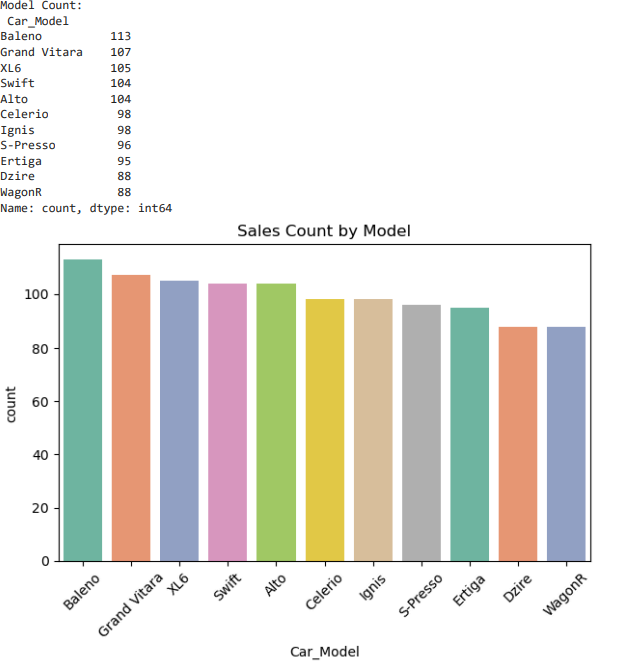 Model Count:
Car_Model
Baleno 113
Grand Vitara 107
XL6 105
Swift 104
Alto 104
Celerio 98
Ignis 98
S-Presso 96
Ertiga 95
Dzire 88
WagonR 88
Name: count, dtype: int64
Sales Count by Model
count
100
80
60
40
20
0
Baleno
Grand Vitara
XL6
Swift
Alto
Celerio
Ignis
S-Presso
Ertiga
Dzire
WagonR
Car_Model